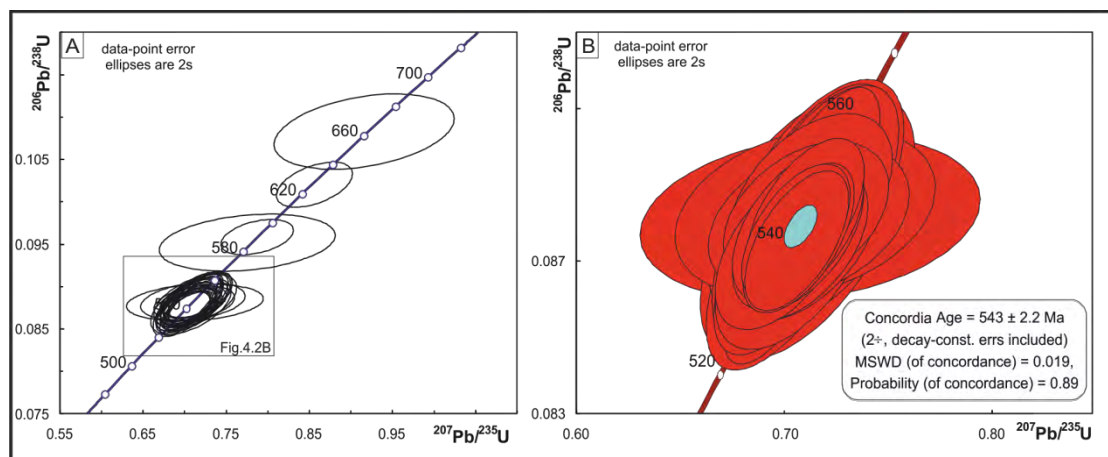 A
data-point error
ellipses are 2s
206Pb/238U
0.105
0.095
0.085
0.075
700
660
620
580
500
Fig.4.2B
0.55
0.65
0.75
0.85
0.95
207Pb/235U
B
data-point error
ellipses are 2s
206Pb/238U
0.087
0.083
560
540
520
Concordia Age = 543 ± 2.2 Ma
(2÷, decay-const. errs included)
MSWD (of concordance) = 0.019,
Probability (of concordance) = 0.89
0.60
0.70
0.80
207Pb/235U